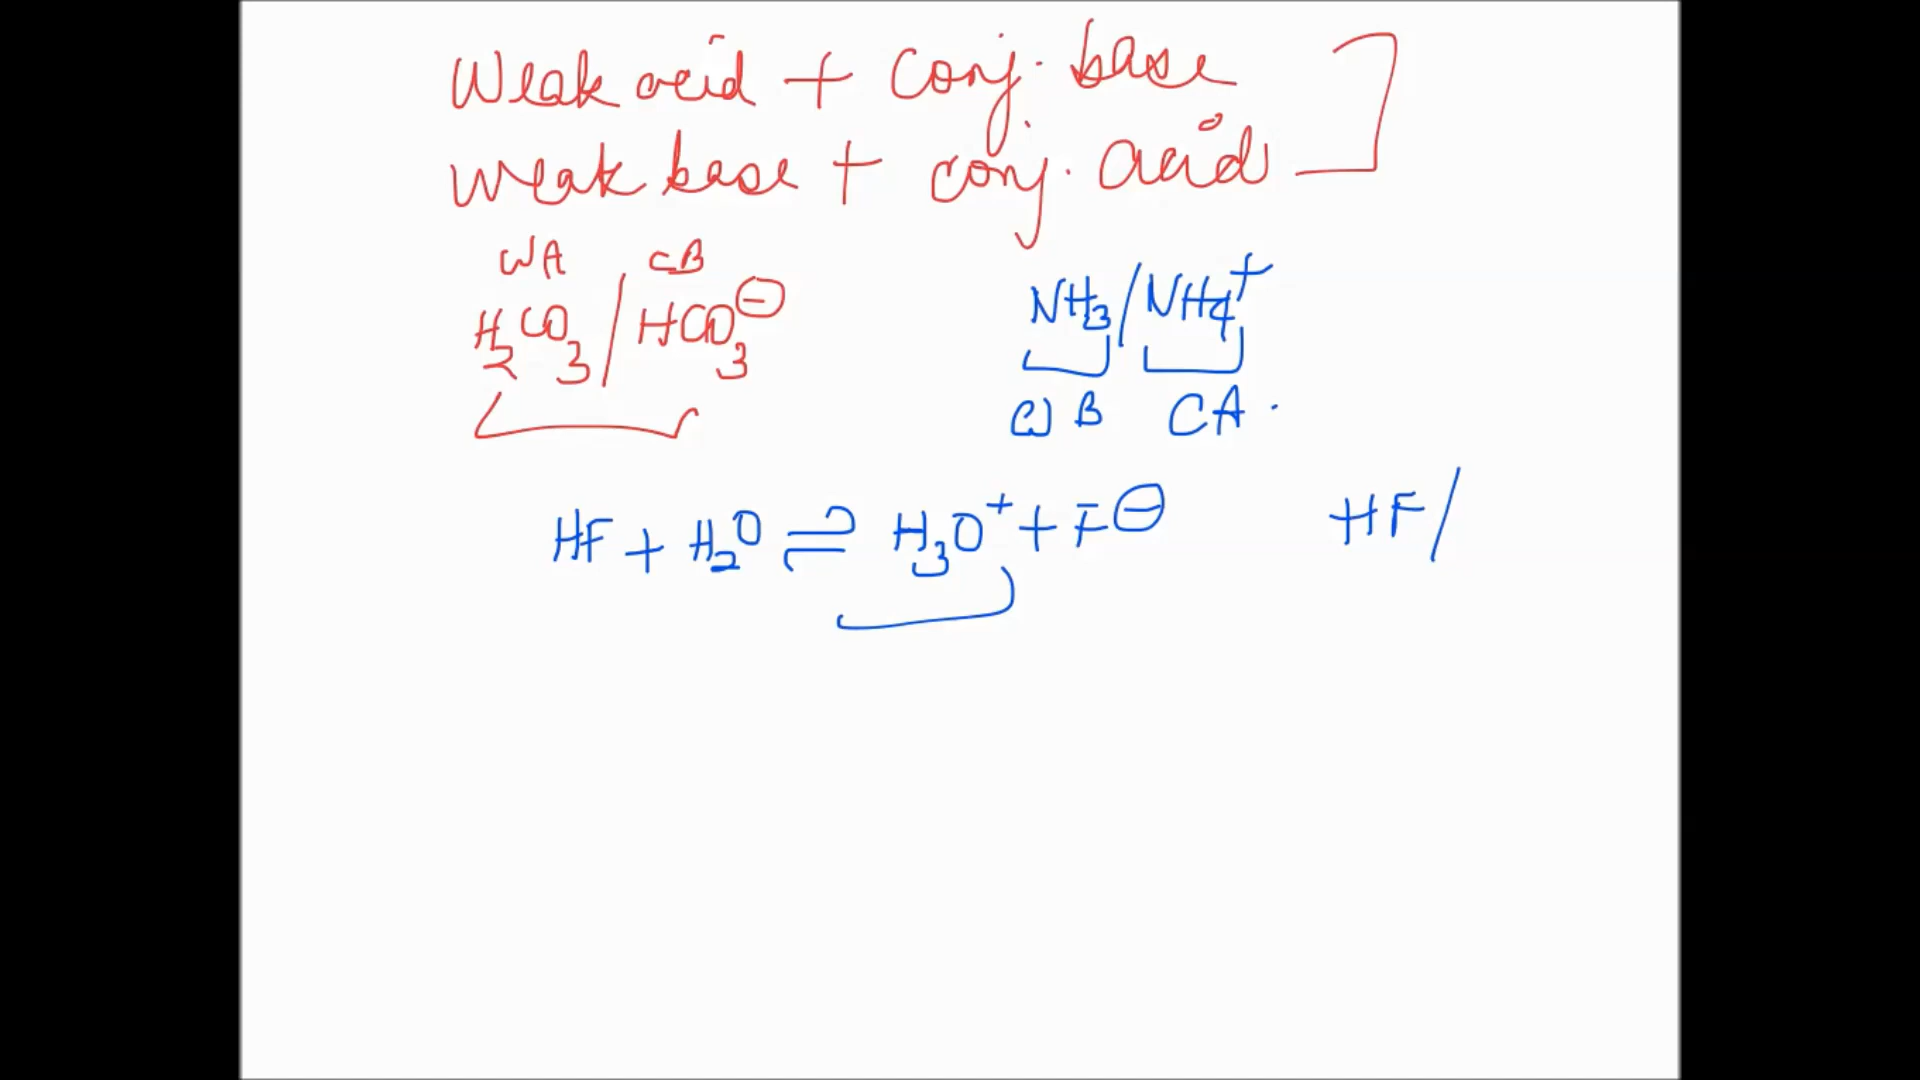 Weak acid + Conj. base
Weak base + conj. acid
WA CB
H₂CO₃ / HCO₃⊖
NH₃ / NH₄⁺
W B CA .
HF + H₂O ⇌ H₃O⁺ + F⊖
HF /